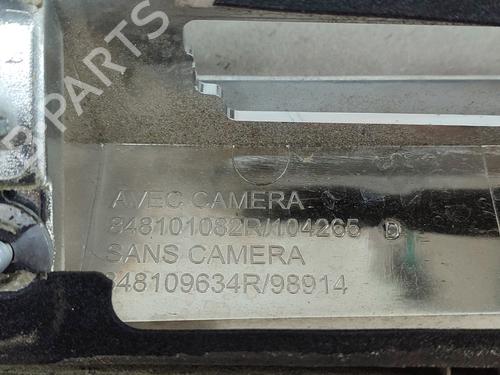 B-PARTS
AVEC CAMERA
848101082R/104265 D
SANS CAMERA
848109634R/98914